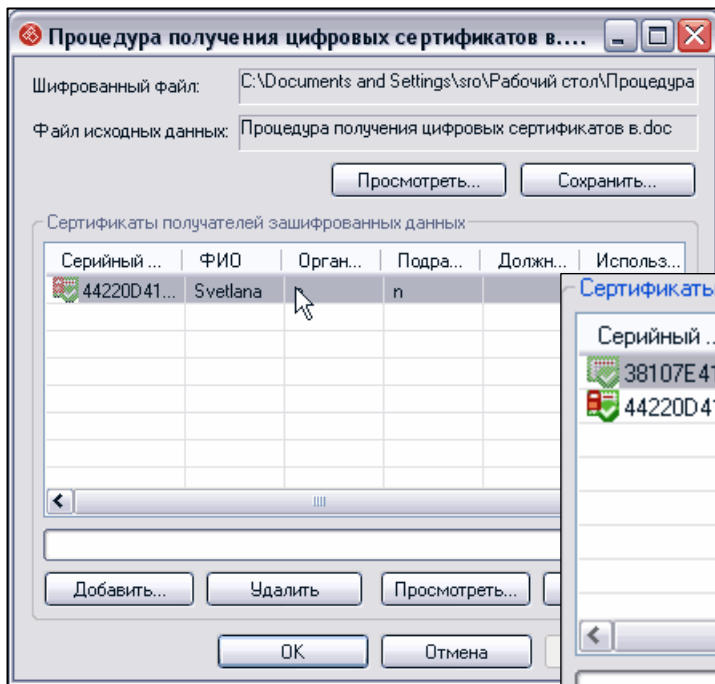 Процедура получения цифровых сертификатов в....
Шифрованный файл: C:\Documents and Settings\sro\Рабочий стол\Процедура
Файл исходных данных: Процедура получения цифровых сертификатов в.doc
Просмотреть... Сохранить...
Сертификаты получателей зашифрованных данных
Серийный ... ФИО Орган... Подра... Должн... Использ...
44220D41... Svetlana n
Добавить... Удалить Просмотреть...
OK Отмена
Сертификаты
Серийный ..
38107E41
44220D41